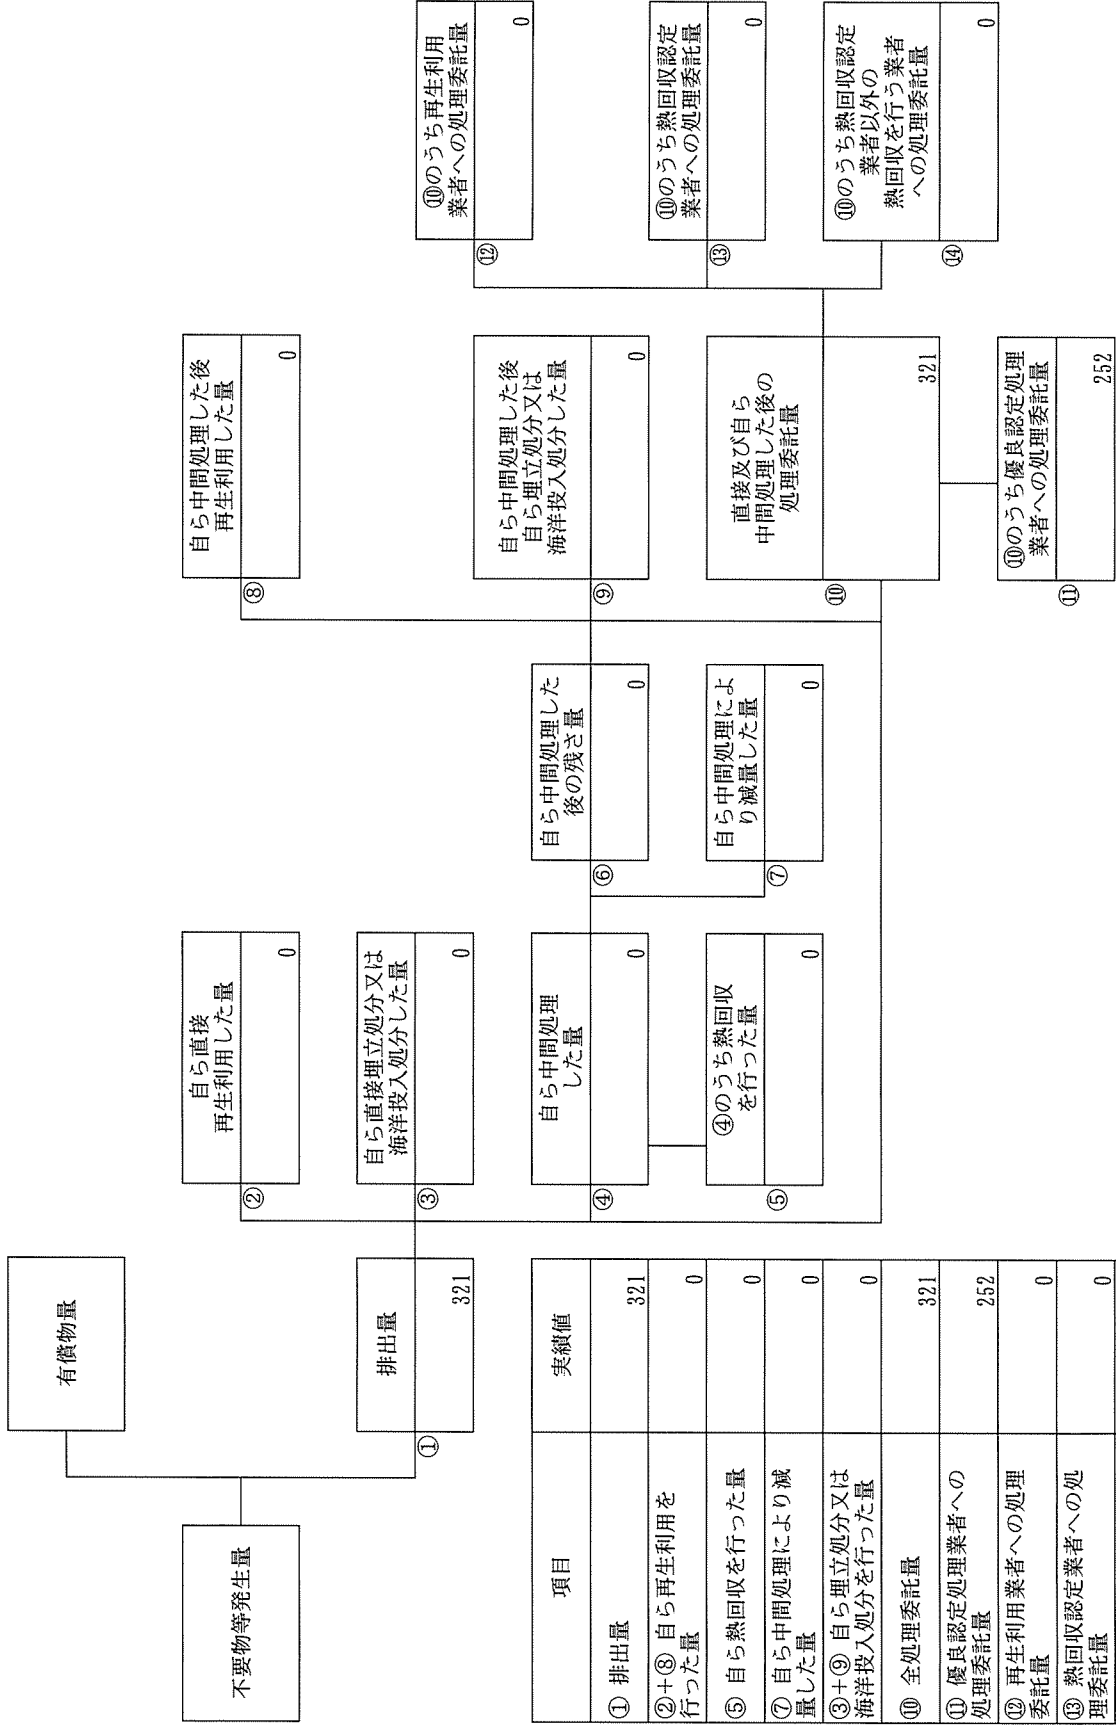 不要物等発生量
有償物量
①
排出量
321
②
自ら直接
再生利用した量
0
③
自ら直接埋立処分又は
海洋投入処分した量
0
④
自ら中間処理
した量
0
⑤
④のうち熱回収
を行った量
0
⑥
自ら中間処理した
後の残さ量
0
⑦
自ら中間処理によ
り減量した量
0
⑧
自ら中間処理した後
再生利用した量
0
⑨
自ら中間処理した後
自ら埋立処分又は
海洋投入処分した量
0
⑩
直接及び自ら
中間処理した後の
処理委託量
321
⑪
⑩のうち優良認定処理
業者への処理委託量
252
⑫
⑩のうち再生利用
業者への処理委託量
0
⑬
⑩のうち熱回収認定
業者への処理委託量
0
⑭
⑩のうち熱回収認定
業者以外の
熱回収を行う業者
への処理委託量
0
項目 実績値
① 排出量 321
②+⑧ 自ら再生利用を
行った量 0
⑤ 自ら熱回収を行った量 0
⑦ 自ら中間処理により減
量した量 0
③+⑨ 自ら埋立処分又は
海洋投入処分を行った量 0
⑩ 全処理委託量 321
⑪ 優良認定処理業者への
処理委託量 252
⑫ 再生利用業者への処理
委託量 0
⑬ 熱回収認定業者への処
理委託量 0